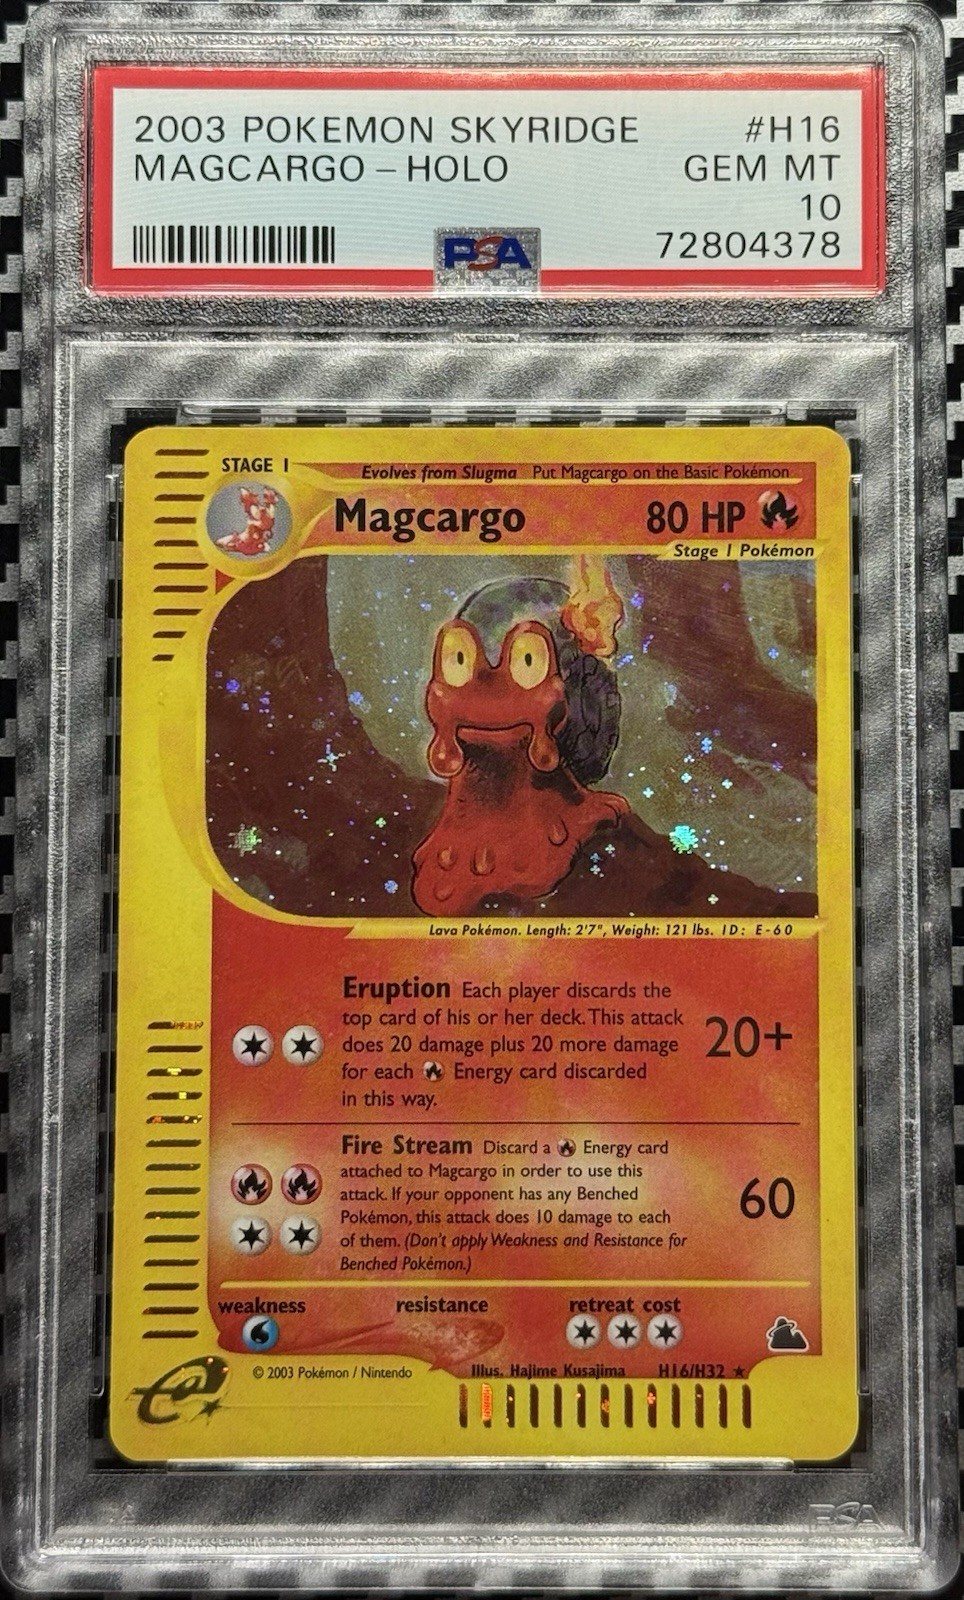 2003 POKEMON SKYRIDGE #H16
MAGCARGO – HOLO GEM MT
10
PSA 72804378
STAGE 1 Evolves from Slugma Put Magcargo on the Basic Pokémon
Magcargo 80 HP
Stage 1 Pokémon
Lava Pokémon. Length: 2'7", Weight: 121 lbs. ID: E-60
Eruption Each player discards the
top card of his or her deck. This attack
does 20 damage plus 20 more damage
for each Energy card discarded
in this way.
20+
Fire Stream Discard a Energy card
attached to Magcargo in order to use this
attack. If your opponent has any Benched
Pokémon, this attack does 10 damage to each
of them. (Don't apply Weakness and Resistance for
Benched Pokémon.)
60
weakness resistance retreat cost
© 2003 Pokémon / Nintendo Illus. Hajime Kusajima H16/H32 ★
e
PSA